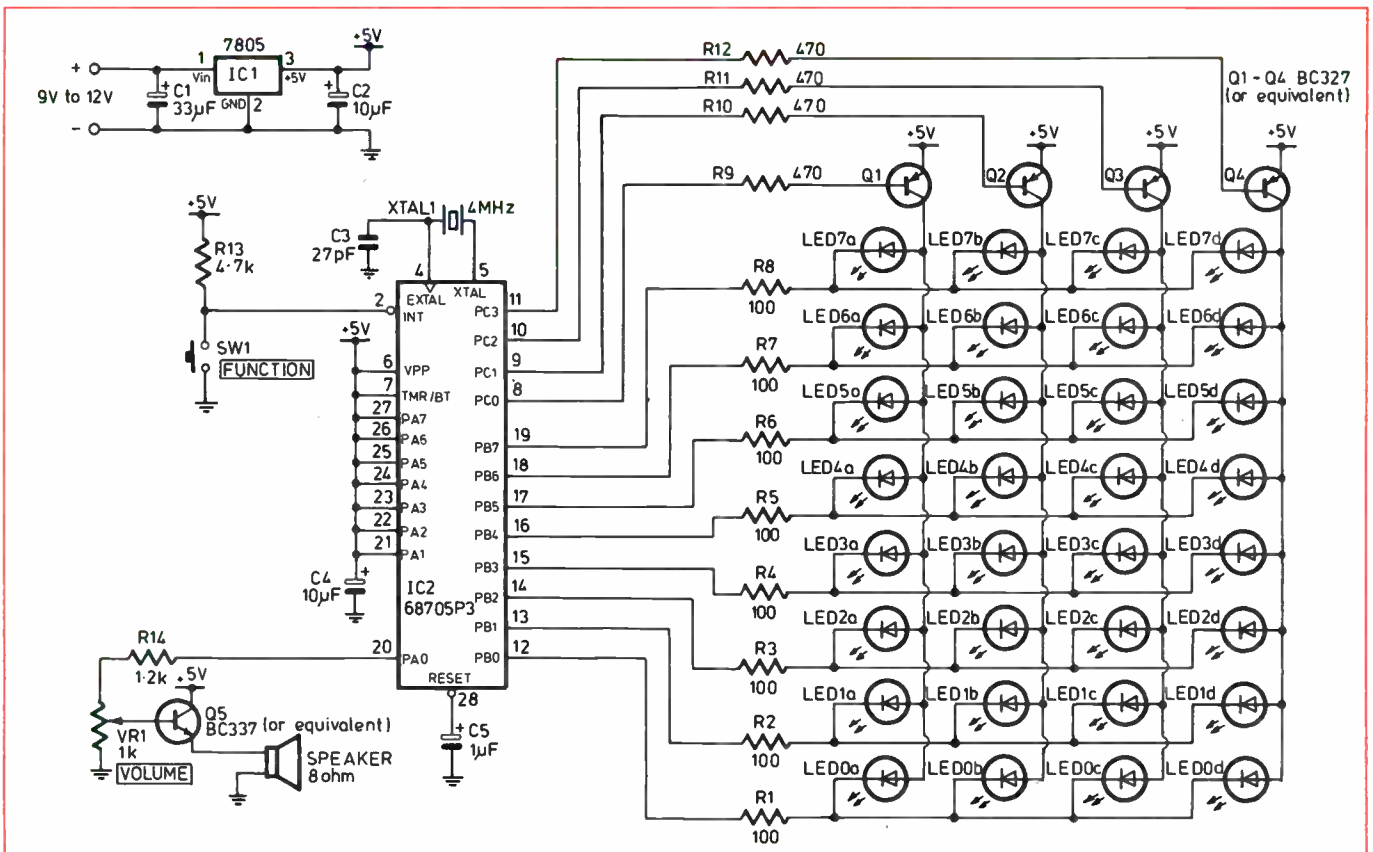 7805
+5V
1
3
Vin
IC1
+5V
GND
2
+
9V to 12V
-
+
C1
33µF
+
C2
10µF
R12
470
R11
470
R10
470
R9
470
Q1 - Q4 BC327
(or equivalent)
+5V
+5V
+5V
+5V
Q1
Q2
Q3
Q4
+5V
R13
4·7k
SW1
FUNCTION
XTAL1
4MHz
C3
27pF
4
5
EXTAL
XTAL
2
INT
+5V
6
VPP
7
TMR/BT
27
PA7
26
PA6
25
PA5
24
PA4
23
PA3
22
PA2
21
PA1
C4
+
10µF
IC2
68705P3
20
PA0
RESET
28
+
C5
1µF
11
PC3
10
PC2
9
PC1
8
PC0
19
PB7
18
PB6
17
PB5
16
PB4
15
PB3
14
PB2
13
PB1
12
PB0
R14
1·2k
+5V
Q5
BC337 (or equivalent)
VR1
1k
VOLUME
SPEAKER
8 ohm
LED7a
LED7b
LED7c
LED7d
R8
100
LED6a
LED6b
LED6c
LED6d
R7
100
LED5a
LED5b
LED5c
LED5d
R6
100
LED4a
LED4b
LED4c
LED4d
R5
100
LED3a
LED3b
LED3c
LED3d
R4
100
LED2a
LED2b
LED2c
LED2d
R3
100
LED1a
LED1b
LED1c
LED1d
R2
100
LED0a
LED0b
LED0c
LED0d
R1
100